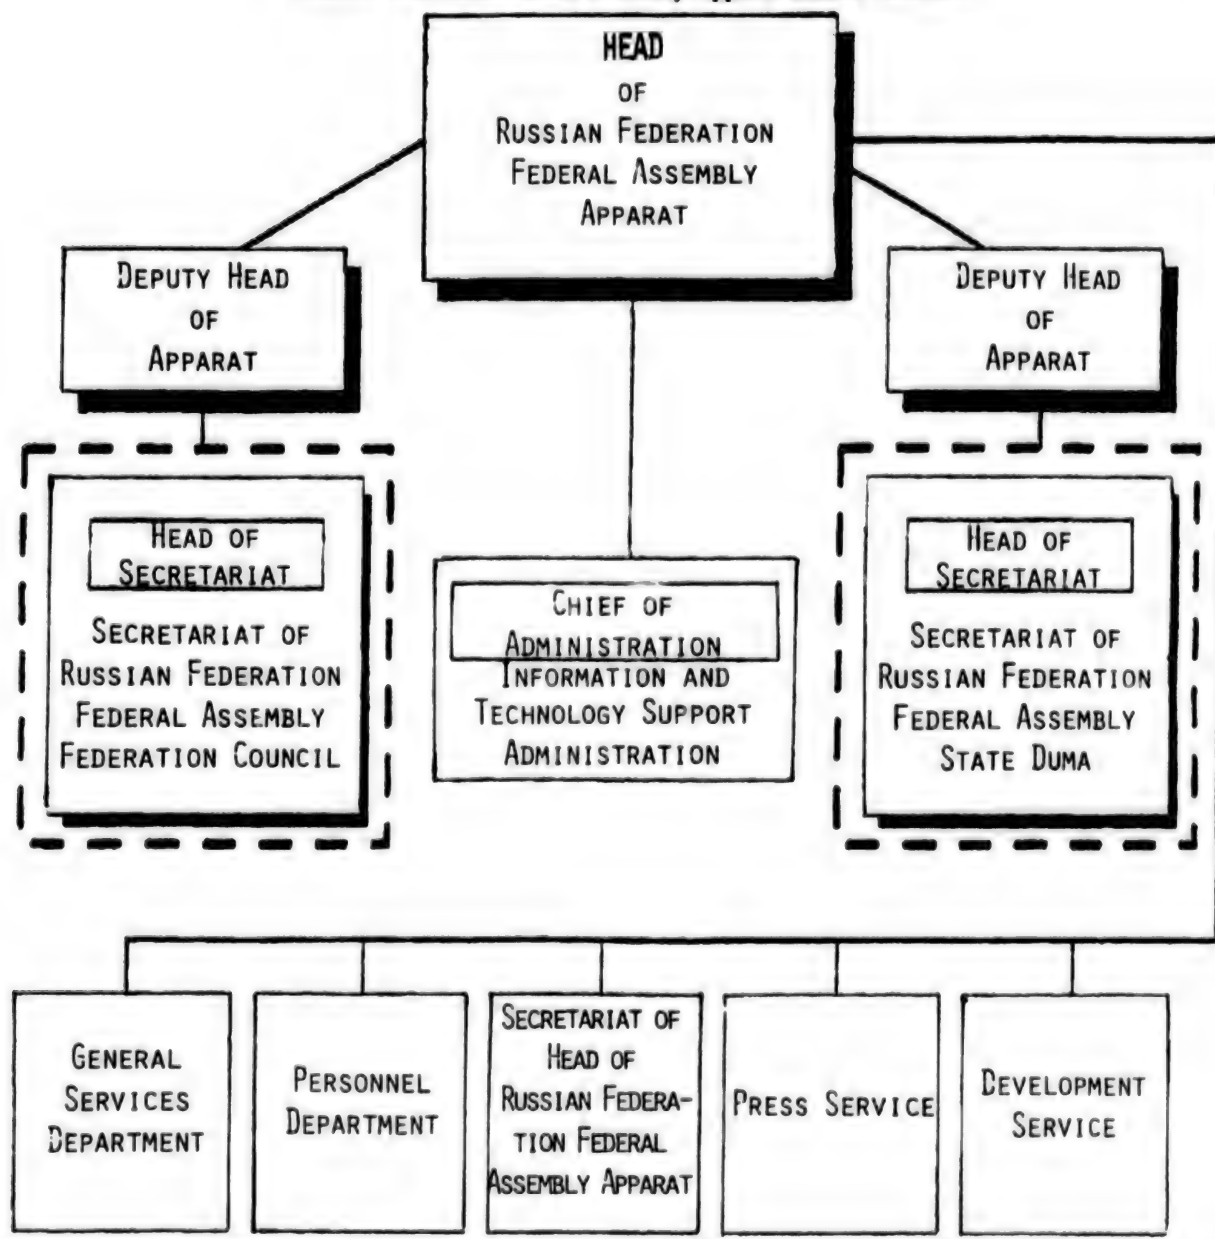 HEAD
OF
RUSSIAN FEDERATION
FEDERAL ASSEMBLY
APPARAT
DEPUTY HEAD
OF
APPARAT
DEPUTY HEAD
OF
APPARAT
HEAD OF
SECRETARIAT
SECRETARIAT OF
RUSSIAN FEDERATION
FEDERAL ASSEMBLY
FEDERATION COUNCIL
CHIEF OF
ADMINISTRATION
INFORMATION AND
TECHNOLOGY SUPPORT
ADMINISTRATION
HEAD OF
SECRETARIAT
SECRETARIAT OF
RUSSIAN FEDERATION
FEDERAL ASSEMBLY
STATE DUMA
GENERAL
SERVICES
DEPARTMENT
PERSONNEL
DEPARTMENT
SECRETARIAT OF
HEAD OF
RUSSIAN FEDERA-
TION FEDERAL
ASSEMBLY APPARAT
PRESS SERVICE
DEVELOPMENT
SERVICE